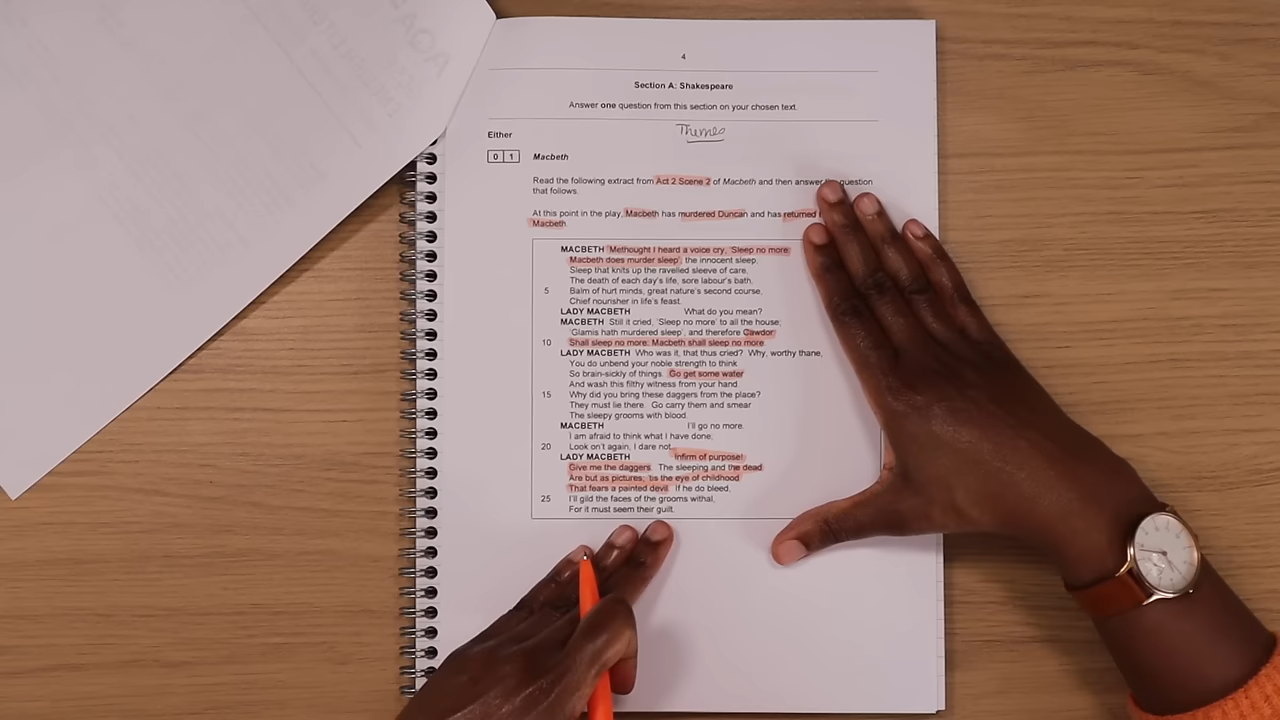 AQA
4
Section A: Shakespeare
Answer one question from this section on your chosen text.
Themes
Either
0 1 Macbeth
Read the following extract from Act 2 Scene 2 of Macbeth and then answer the question
that follows.
At this point in the play, Macbeth has murdered Duncan and has returned
Macbeth.
MACBETH 'Methought I heard a voice cry, 'Sleep no more:
Macbeth does murder sleep', the innocent sleep,
Sleep that knits up the ravelled sleeve of care,
The death of each day's life, sore labour's bath,
5 Balm of hurt minds, great nature's second course,
Chief nourisher in life's feast.
LADY MACBETH What do you mean?
MACBETH Still it cried, 'Sleep no more' to all the house;
'Glamis hath murdered sleep', and therefore Cawdor
10 Shall sleep no more: Macbeth shall sleep no more.
LADY MACBETH Who was it, that thus cried? Why, worthy thane,
You do unbend your noble strength to think
So brain-sickly of things. Go get some water
And wash this filthy witness from your hand.
15 Why did you bring these daggers from the place?
They must lie there. Go carry them and smear
The sleepy grooms with blood.
MACBETH I'll go no more.
I am afraid to think what I have done;
20 Look on't again, I dare not.
LADY MACBETH Infirm of purpose!
Give me the daggers. The sleeping and the dead
Are but as pictures; 'tis the eye of childhood
That fears a painted devil. If he do bleed,
25 I'll gild the faces of the grooms withal,
For it must seem their guilt.